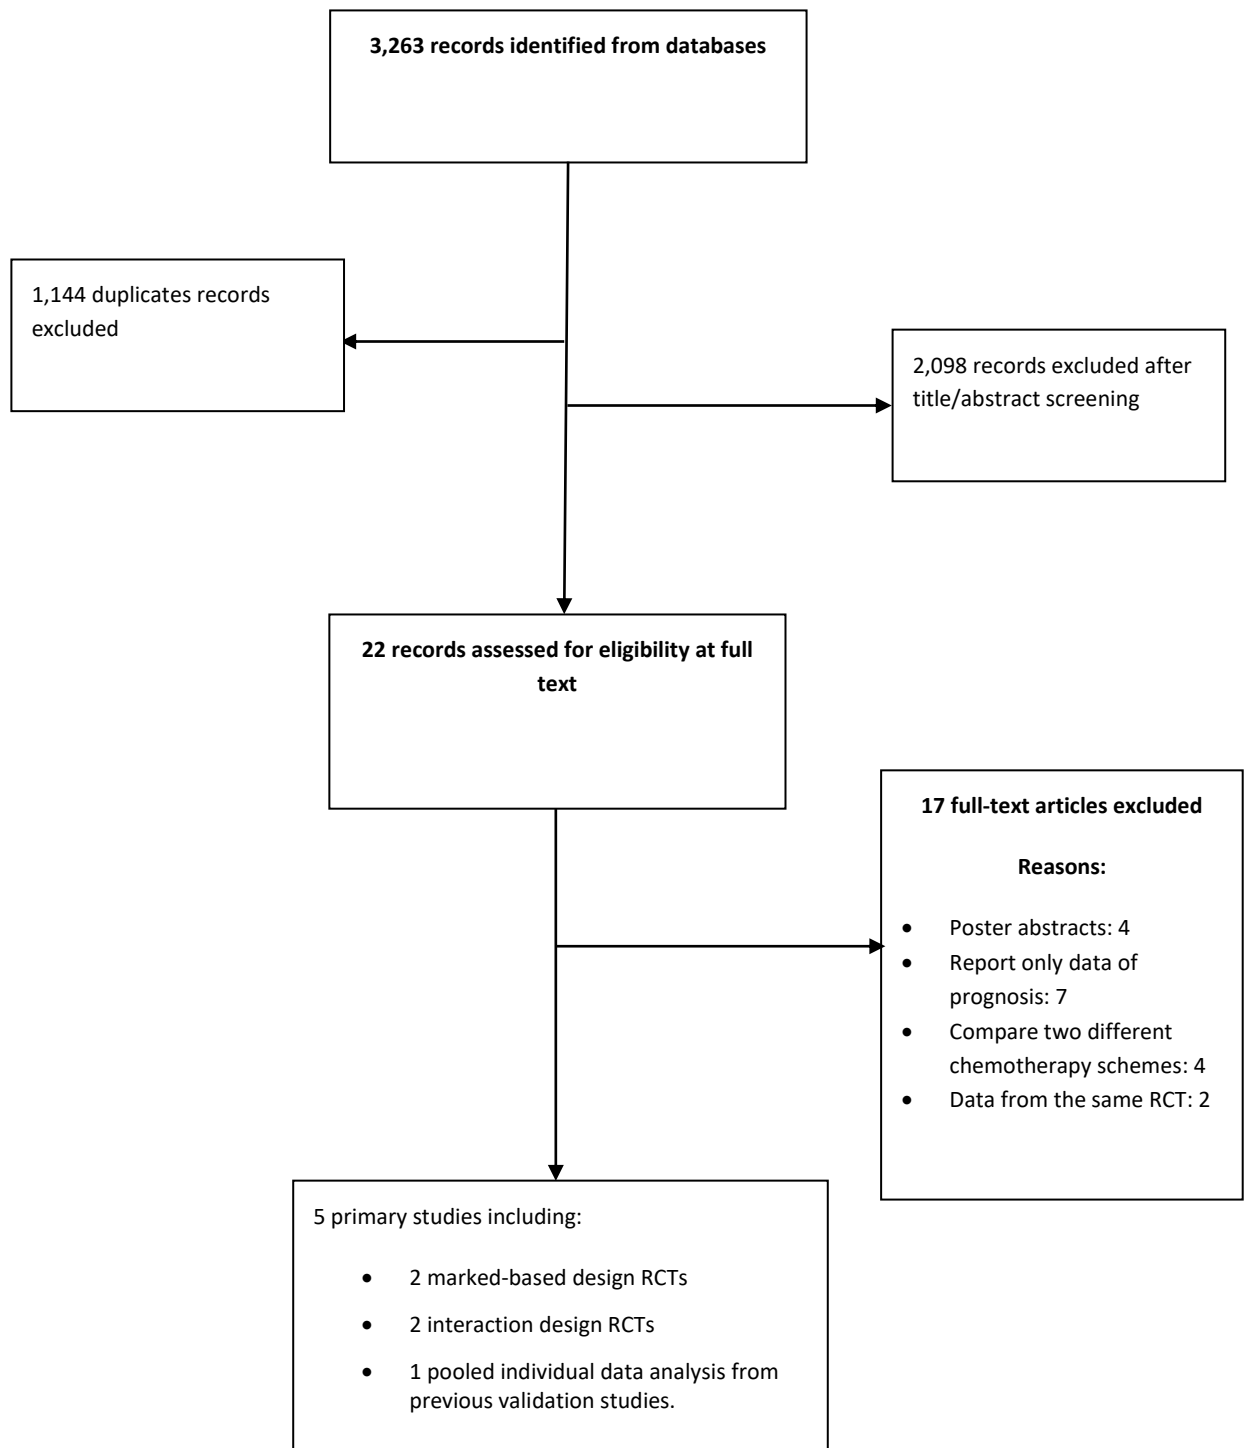 3,263 records identified from databases
1,144 duplicates records
excluded
2,098 records excluded after
title/abstract screening
22 records assessed for eligibility at full
text
17 full-text articles excluded
Reasons:
• Poster abstracts: 4
• Report only data of
prognosis: 7
• Compare two different
chemotherapy schemes: 4
• Data from the same RCT: 2
5 primary studies including:
• 2 marked-based design RCTs
• 2 interaction design RCTs
• 1 pooled individual data analysis from
previous validation studies.